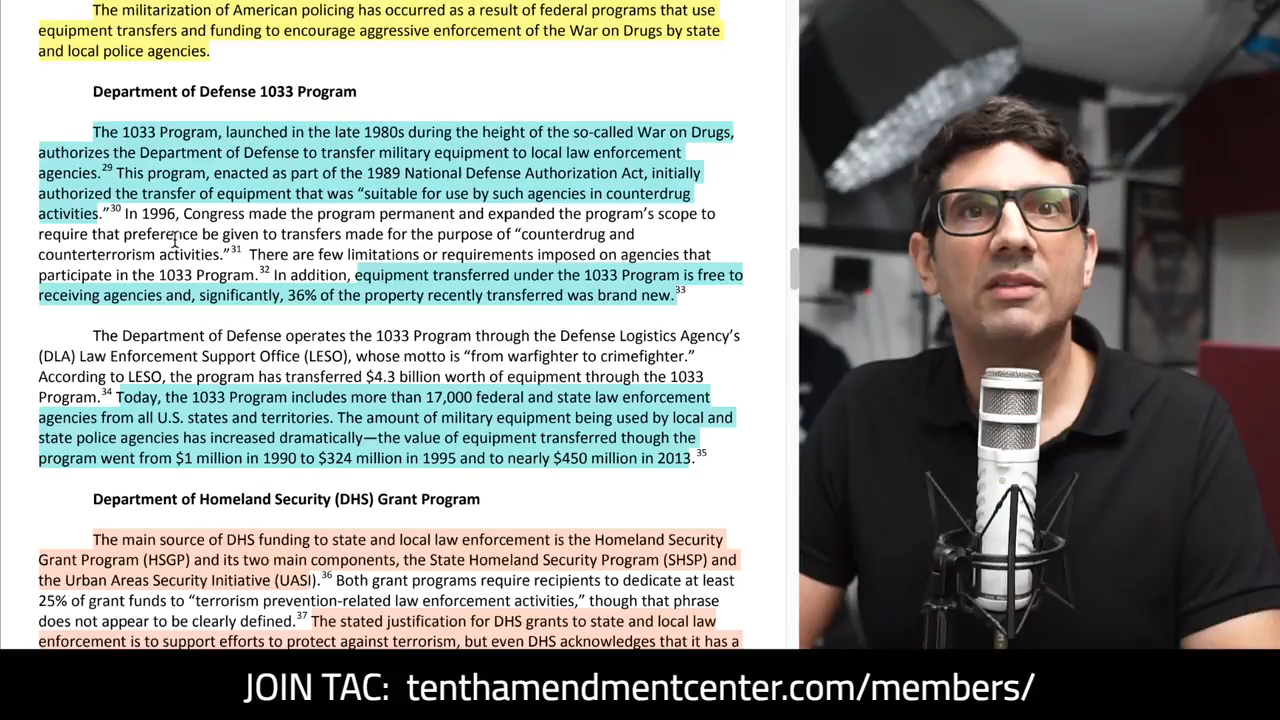 The militarization of American policing has occurred as a result of federal programs that use
equipment transfers and funding to encourage aggressive enforcement of the War on Drugs by state
and local police agencies.
Department of Defense 1033 Program
The 1033 Program, launched in the late 1980s during the height of the so-called War on Drugs,
authorizes the Department of Defense to transfer military equipment to local law enforcement
agencies.29 This program, enacted as part of the 1989 National Defense Authorization Act, initially
authorized the transfer of equipment that was “suitable for use by such agencies in counterdrug
activities.”30 In 1996, Congress made the program permanent and expanded the program’s scope to
require that preference be given to transfers made for the purpose of “counterdrug and
counterterrorism activities.”31 There are few limitations or requirements imposed on agencies that
participate in the 1033 Program.32 In addition, equipment transferred under the 1033 Program is free to
receiving agencies and, significantly, 36% of the property recently transferred was brand new.33
The Department of Defense operates the 1033 Program through the Defense Logistics Agency’s
(DLA) Law Enforcement Support Office (LESO), whose motto is “from warfighter to crimefighter.”
According to LESO, the program has transferred $4.3 billion worth of equipment through the 1033
Program.34 Today, the 1033 Program includes more than 17,000 federal and state law enforcement
agencies from all U.S. states and territories. The amount of military equipment being used by local and
state police agencies has increased dramatically—the value of equipment transferred though the
program went from $1 million in 1990 to $324 million in 1995 and to nearly $450 million in 2013.35
Department of Homeland Security (DHS) Grant Program
The main source of DHS funding to state and local law enforcement is the Homeland Security
Grant Program (HSGP) and its two main components, the State Homeland Security Program (SHSP) and
the Urban Areas Security Initiative (UASI).36 Both grant programs require recipients to dedicate at least
25% of grant funds to “terrorism prevention-related law enforcement activities,” though that phrase
does not appear to be clearly defined.37 The stated justification for DHS grants to state and local law
enforcement is to support efforts to protect against terrorism, but even DHS acknowledges that it has a
JOIN TAC: tenthamendmentcenter.com/members/